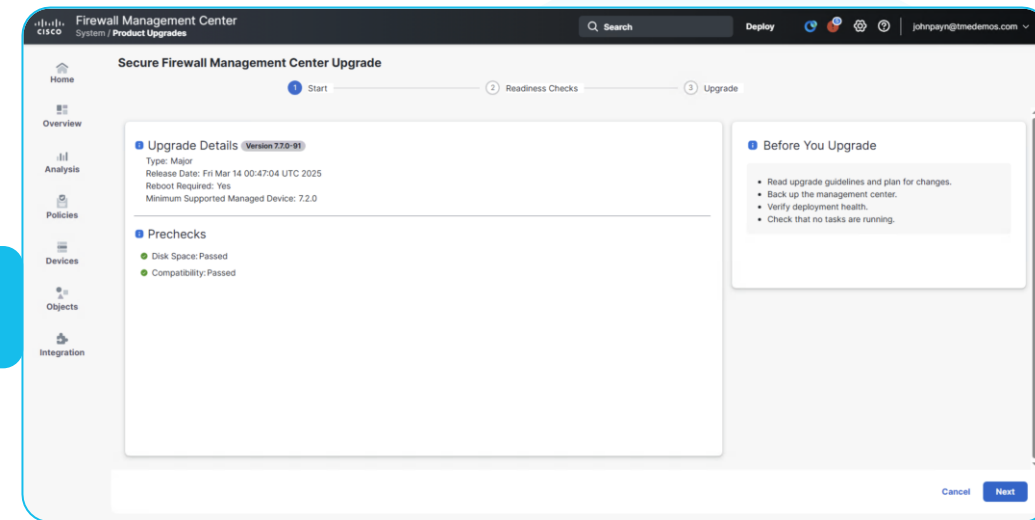 Firewall Management Center
CISCO
System / Product Upgrades
Search
Deploy
johnpayn@tmedemos.com
Home
Overview
Analysis
Policies
Devices
Objects
Integration
Secure Firewall Management Center Upgrade
1 Start
2 Readiness Checks
3 Upgrade
Upgrade Details Version 7.7.0-91
Type: Major
Release Date: Fri Mar 14 00:47:04 UTC 2025
Reboot Required: Yes
Minimum Supported Managed Device: 7.2.0
Prechecks
Disk Space: Passed
Compatibility: Passed
Before You Upgrade
• Read upgrade guidelines and plan for changes.
• Back up the management center.
• Verify deployment health.
• Check that no tasks are running.
Cancel
Next